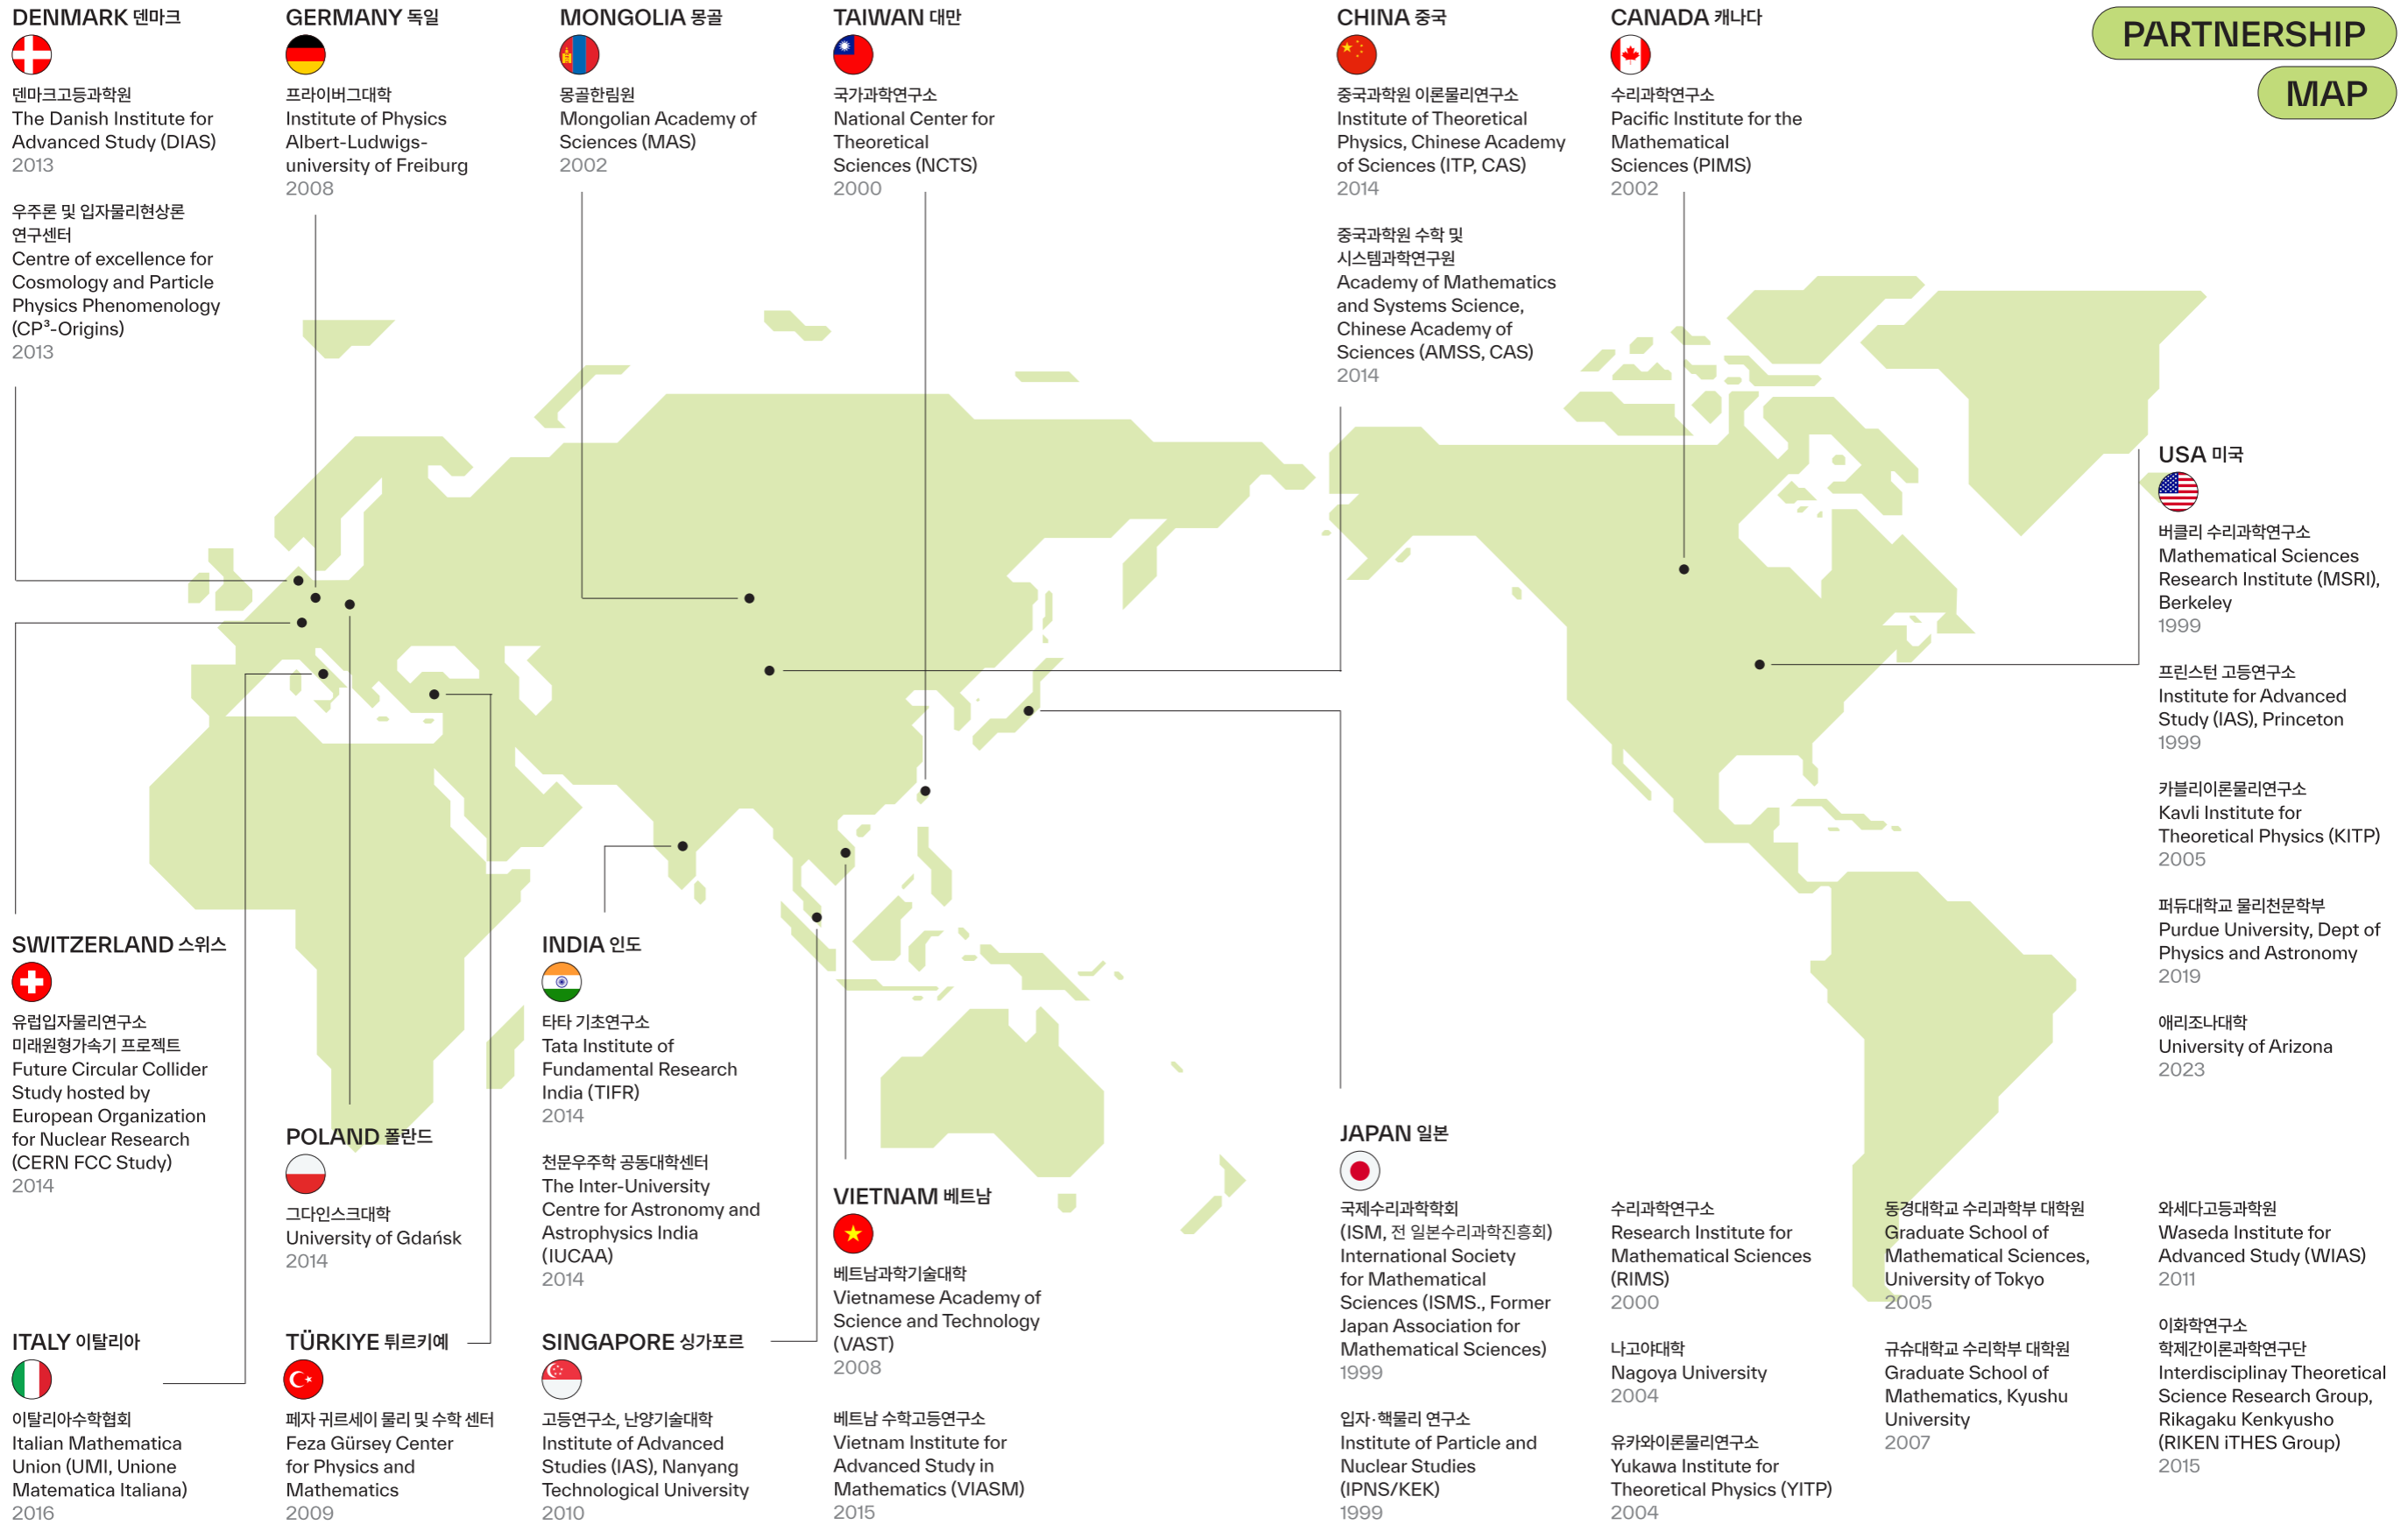 PARTNERSHIP
MAP
DENMARK 덴마크
덴마크고등과학원
The Danish Institute for
Advanced Study (DIAS)
2013
우주론 및 입자물리현상론
연구센터
Centre of excellence for
Cosmology and Particle
Physics Phenomenology
(CP³-Origins)
2013
GERMANY 독일
프라이버그대학
Institute of Physics
Albert-Ludwigs-
university of Freiburg
2008
MONGOLIA 몽골
몽골한림원
Mongolian Academy of
Sciences (MAS)
2002
TAIWAN 대만
국가과학연구소
National Center for
Theoretical
Sciences (NCTS)
2000
CHINA 중국
중국과학원 이론물리연구소
Institute of Theoretical
Physics, Chinese Academy
of Sciences (ITP, CAS)
2014
중국과학원 수학 및
시스템과학연구원
Academy of Mathematics
and Systems Science,
Chinese Academy of
Sciences (AMSS, CAS)
2014
CANADA 캐나다
수리과학연구소
Pacific Institute for the
Mathematical
Sciences (PIMS)
2002
USA 미국
버클리 수리과학연구소
Mathematical Sciences
Research Institute (MSRI),
Berkeley
1999
프린스턴 고등연구소
Institute for Advanced
Study (IAS), Princeton
1999
카블리이론물리연구소
Kavli Institute for
Theoretical Physics (KITP)
2005
퍼듀대학교 물리천문학부
Purdue University, Dept of
Physics and Astronomy
2019
애리조나대학
University of Arizona
2023
SWITZERLAND 스위스
유럽입자물리연구소
미래원형가속기 프로젝트
Future Circular Collider
Study hosted by
European Organization
for Nuclear Research
(CERN FCC Study)
2014
ITALY 이탈리아
이탈리아수학협회
Italian Mathematica
Union (UMI, Unione
Matematica Italiana)
2016
POLAND 폴란드
그다인스크대학
University of Gdańsk
2014
TÜRKIYE 튀르키예
페자 귀르세이 물리 및 수학 센터
Feza Gürsey Center
for Physics and
Mathematics
2009
INDIA 인도
타타 기초연구소
Tata Institute of
Fundamental Research
India (TIFR)
2014
천문우주학 공동대학센터
The Inter-University
Centre for Astronomy and
Astrophysics India
(IUCAA)
2014
SINGAPORE 싱가포르
고등연구소, 난양기술대학
Institute of Advanced
Studies (IAS), Nanyang
Technological University
2010
VIETNAM 베트남
베트남과학기술대학
Vietnamese Academy of
Science and Technology
(VAST)
2008
베트남 수학고등연구소
Vietnam Institute for
Advanced Study in
Mathematics (VIASM)
2015
JAPAN 일본
국제수리과학학회
(ISM, 전 일본수리과학진흥회)
International Society
for Mathematical
Sciences (ISMS., Former
Japan Association for
Mathematical Sciences)
1999
입자·핵물리 연구소
Institute of Particle and
Nuclear Studies
(IPNS/KEK)
1999
수리과학연구소
Research Institute for
Mathematical Sciences
(RIMS)
2000
나고야대학
Nagoya University
2004
유카와이론물리연구소
Yukawa Institute for
Theoretical Physics (YITP)
2004
동경대학교 수리과학부 대학원
Graduate School of
Mathematical Sciences,
University of Tokyo
2005
규슈대학교 수리학부 대학원
Graduate School of
Mathematics, Kyushu
University
2007
와세다고등과학원
Waseda Institute for
Advanced Study (WIAS)
2011
이화학연구소
학제간이론과학연구단
Interdisciplinay Theoretical
Science Research Group,
Rikagaku Kenkyusho
(RIKEN iTHES Group)
2015